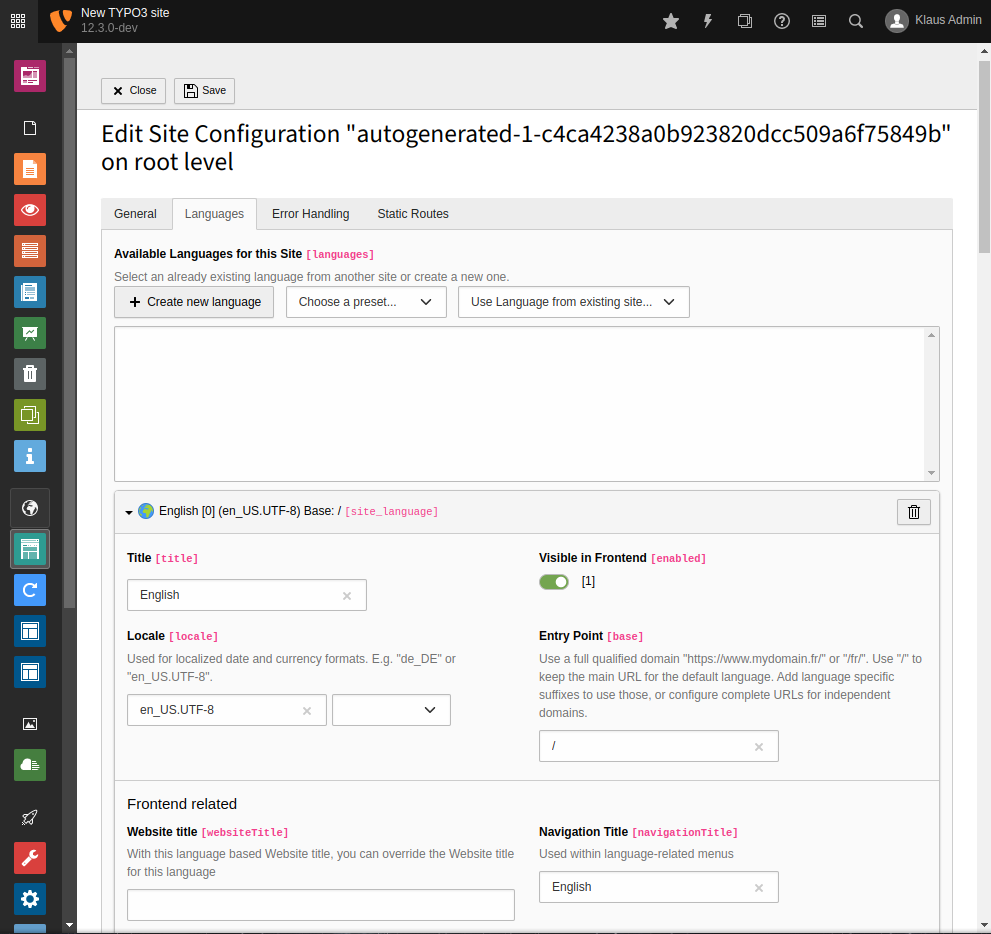 New TYPO3 site
12.3.0-dev
Klaus Admin
Close
Save
Edit Site Configuration "autogenerated-1-c4ca4238a0b923820dcc509a6f75849b"
on root level
General
Languages
Error Handling
Static Routes
Available Languages for this Site [languages]
Select an already existing language from another site or create a new one.
Create new language
Choose a preset...
Use Language from existing site...
English [0] (en_US.UTF-8) Base: / [site_language]
Title [title]
English
Visible in Frontend [enabled]
[1]
Locale [locale]
Used for localized date and currency formats. E.g. "de_DE" or
"en_US.UTF-8".
en_US.UTF-8
Entry Point [base]
Use a full qualified domain "https://www.mydomain.fr/" or "/fr/". Use "/" to
keep the main URL for the default language. Add language specific
suffixes to use those, or configure complete URLs for independent
domains.
/
Frontend related
Website title [websiteTitle]
With this language based Website title, you can override the Website title
for this language
Navigation Title [navigationTitle]
Used within language-related menus
English